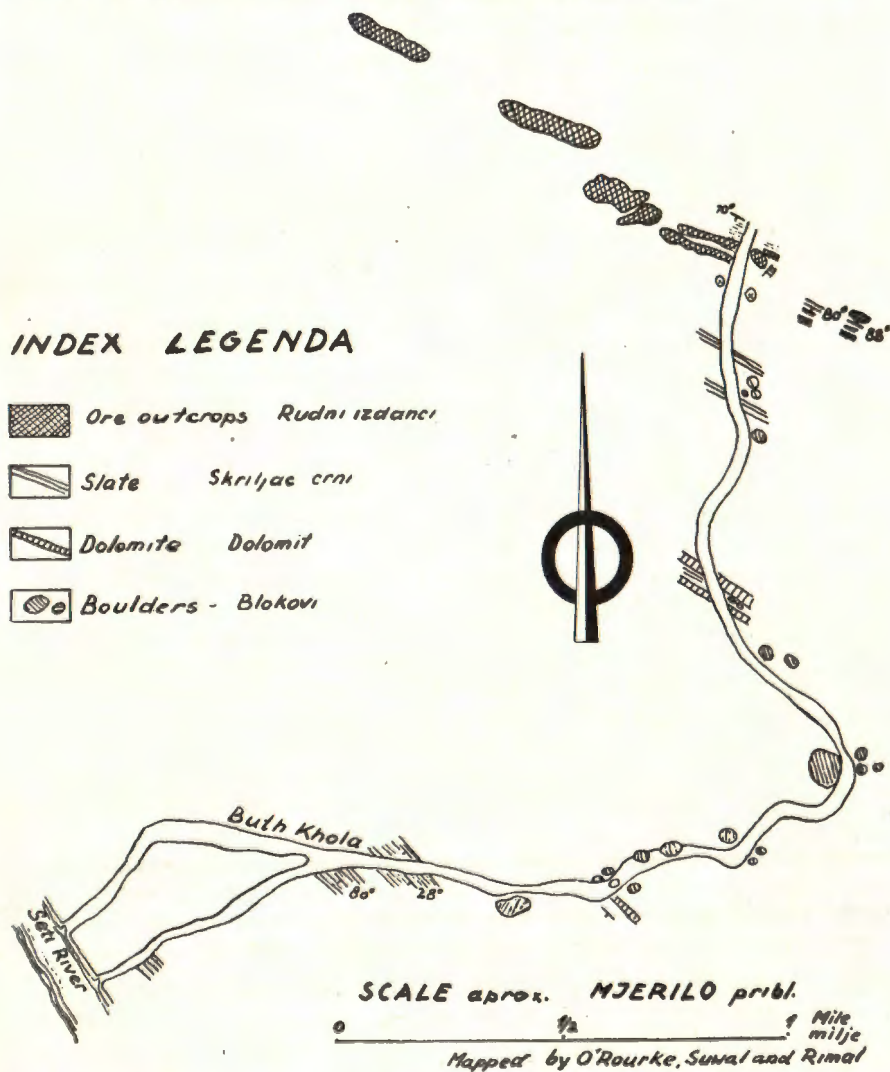 70°
80°
88°
INDEX LEGENDA
Ore outcrops Rudni izdanci
Slate Skriljac crni
Dolomite Dolomit
Boulders - Blokovi
Buth Khola
80°
28°
Seti River
SCALE aprox. MJERILO pribl.
0 1/2 1 Mile
milje
Mapped by O'Rourke, Suwal and Rimal